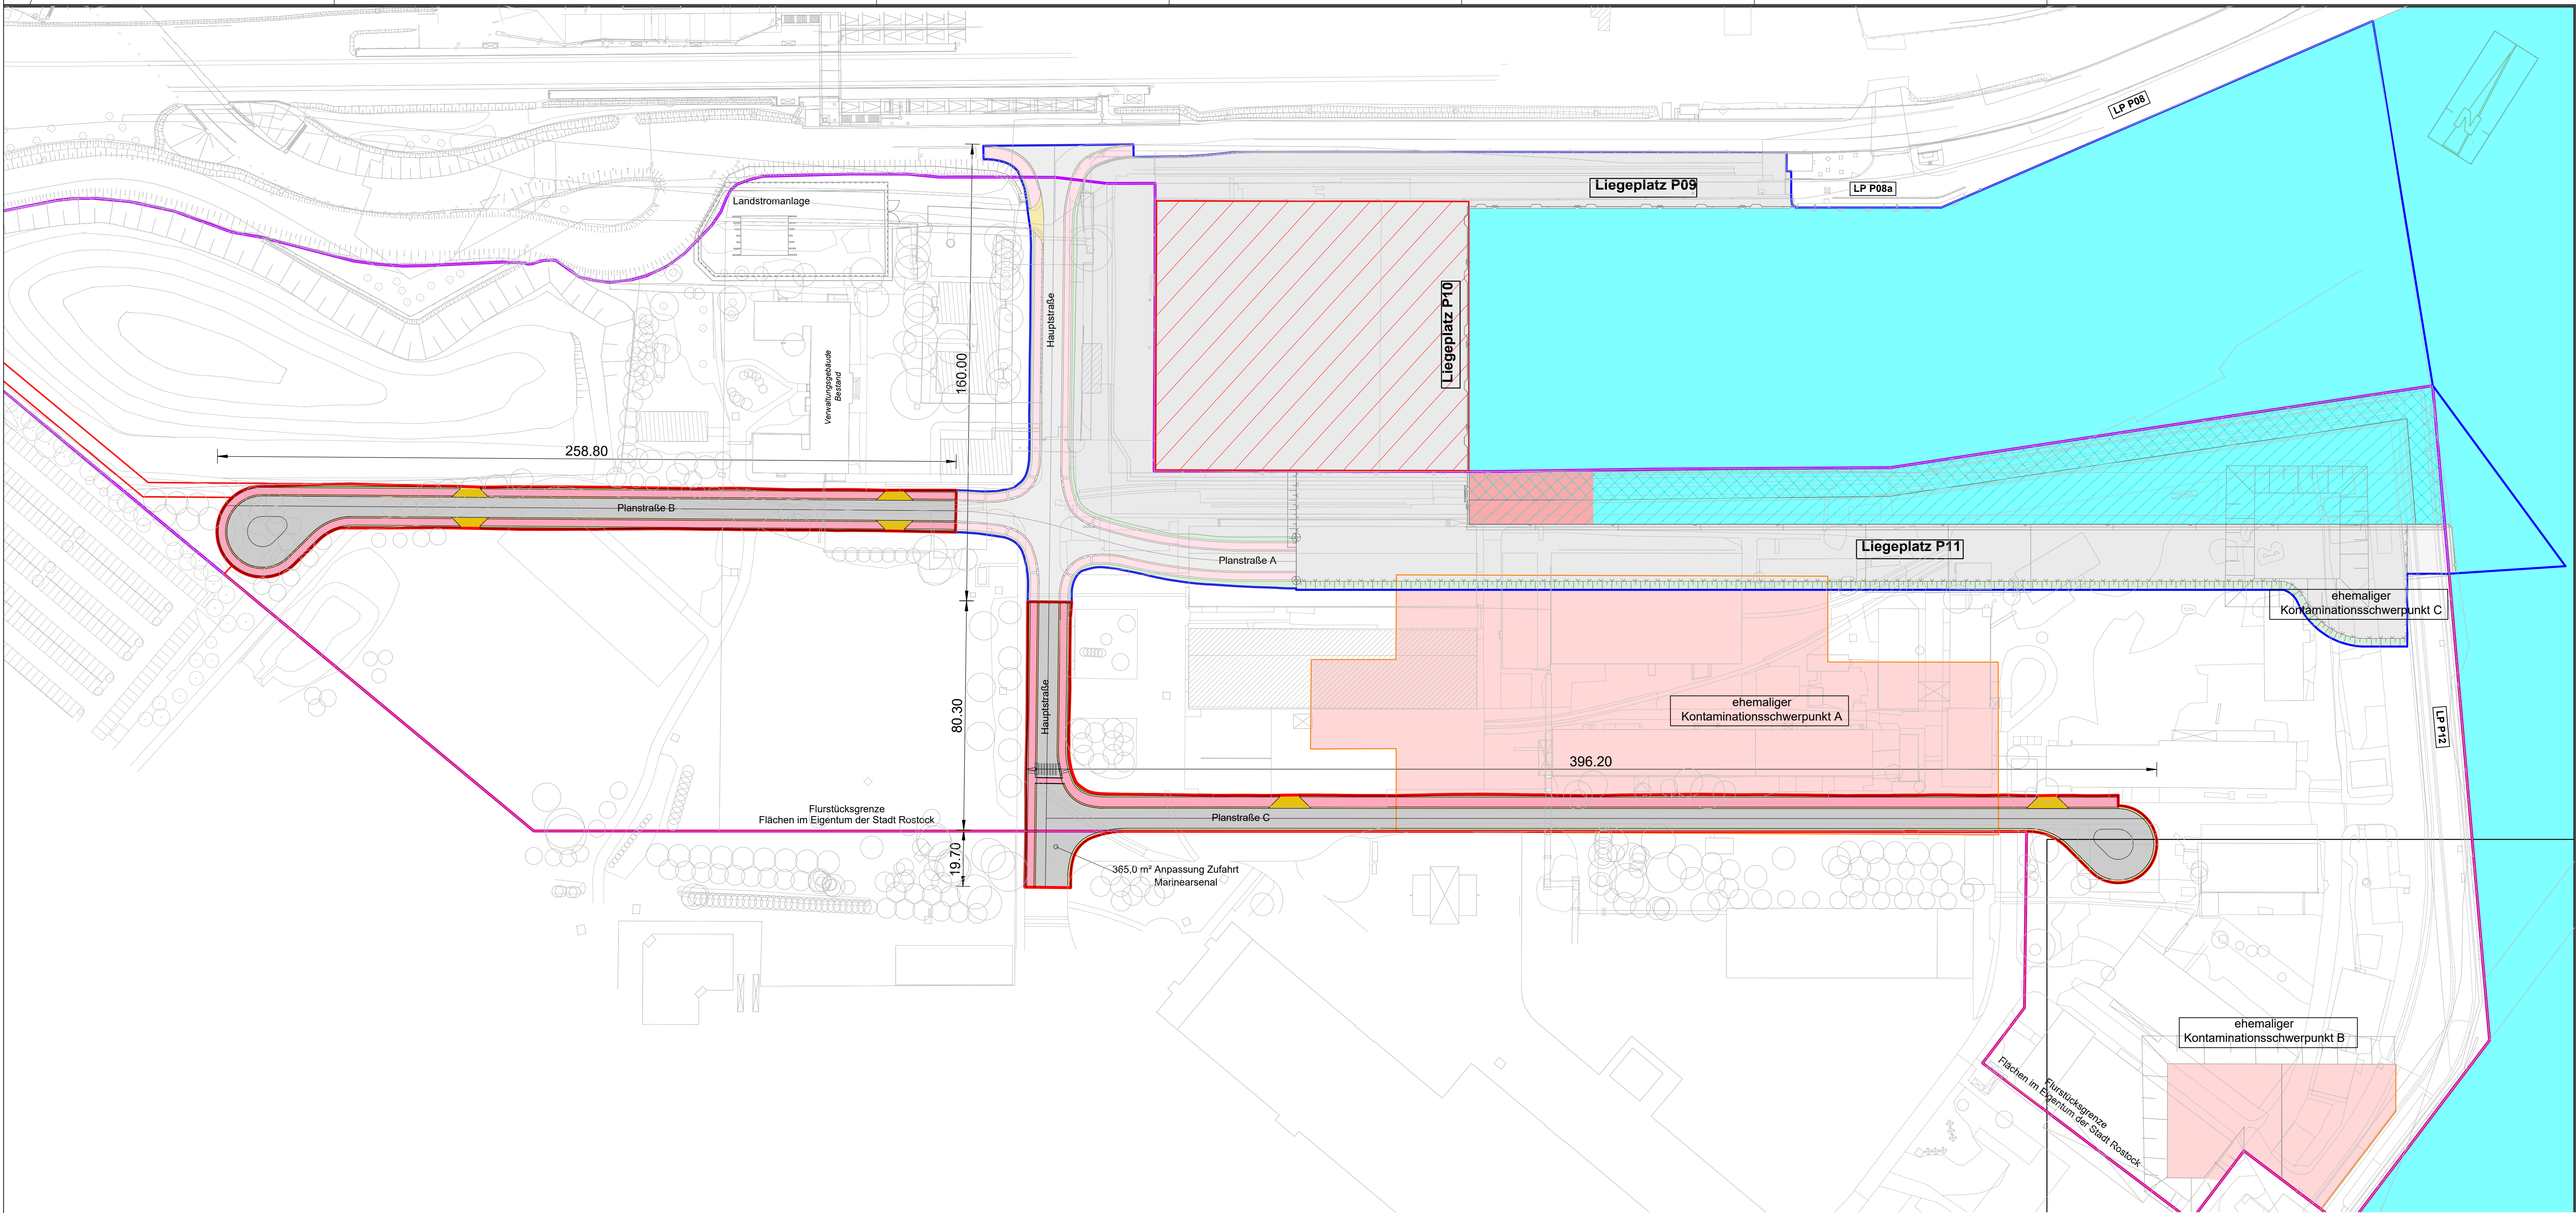 LP P08
N
Liegeplatz P09
LP P08a
Landstromanlage
Hauptstraße
Liegeplatz P10
Verwaltungsgebäude
Bestand
160.00
258.80
Planstraße B
Planstraße A
Liegeplatz P11
ehemaliger
Kontaminationsschwerpunkt C
80.30
Hauptstraße
ehemaliger
Kontaminationsschwerpunkt A
LP P12
396.20
Flurstücksgrenze
Flächen im Eigentum der Stadt Rostock
Planstraße C
19.70
365,0 m² Anpassung Zufahrt
Marinearsenal
ehemaliger
Kontaminationsschwerpunkt B
Flurstücksgrenze
Flächen im Eigentum der Stadt Rostock